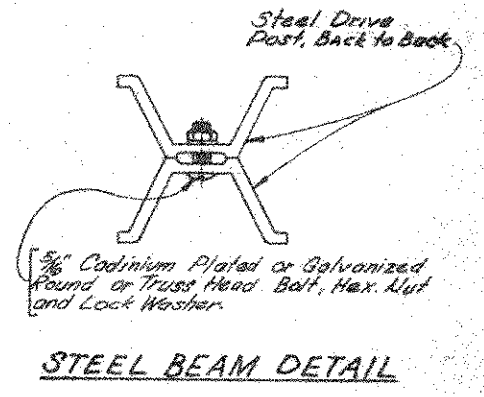 Steel Drive
Post, Back to Back
5/16" Cadinium Plated or Galvanized
Round or Truss Head Bolt, Hex. Nut
and Lock Washer.
STEEL BEAM DETAIL